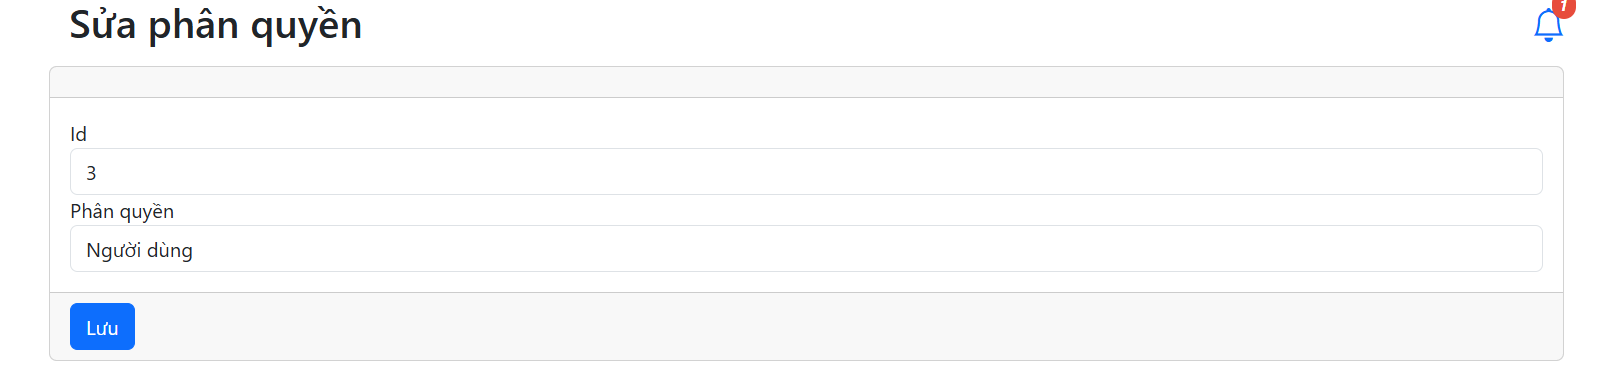 Sửa phân quyền
1
Id
3
Phân quyền
Người dùng
Lưu